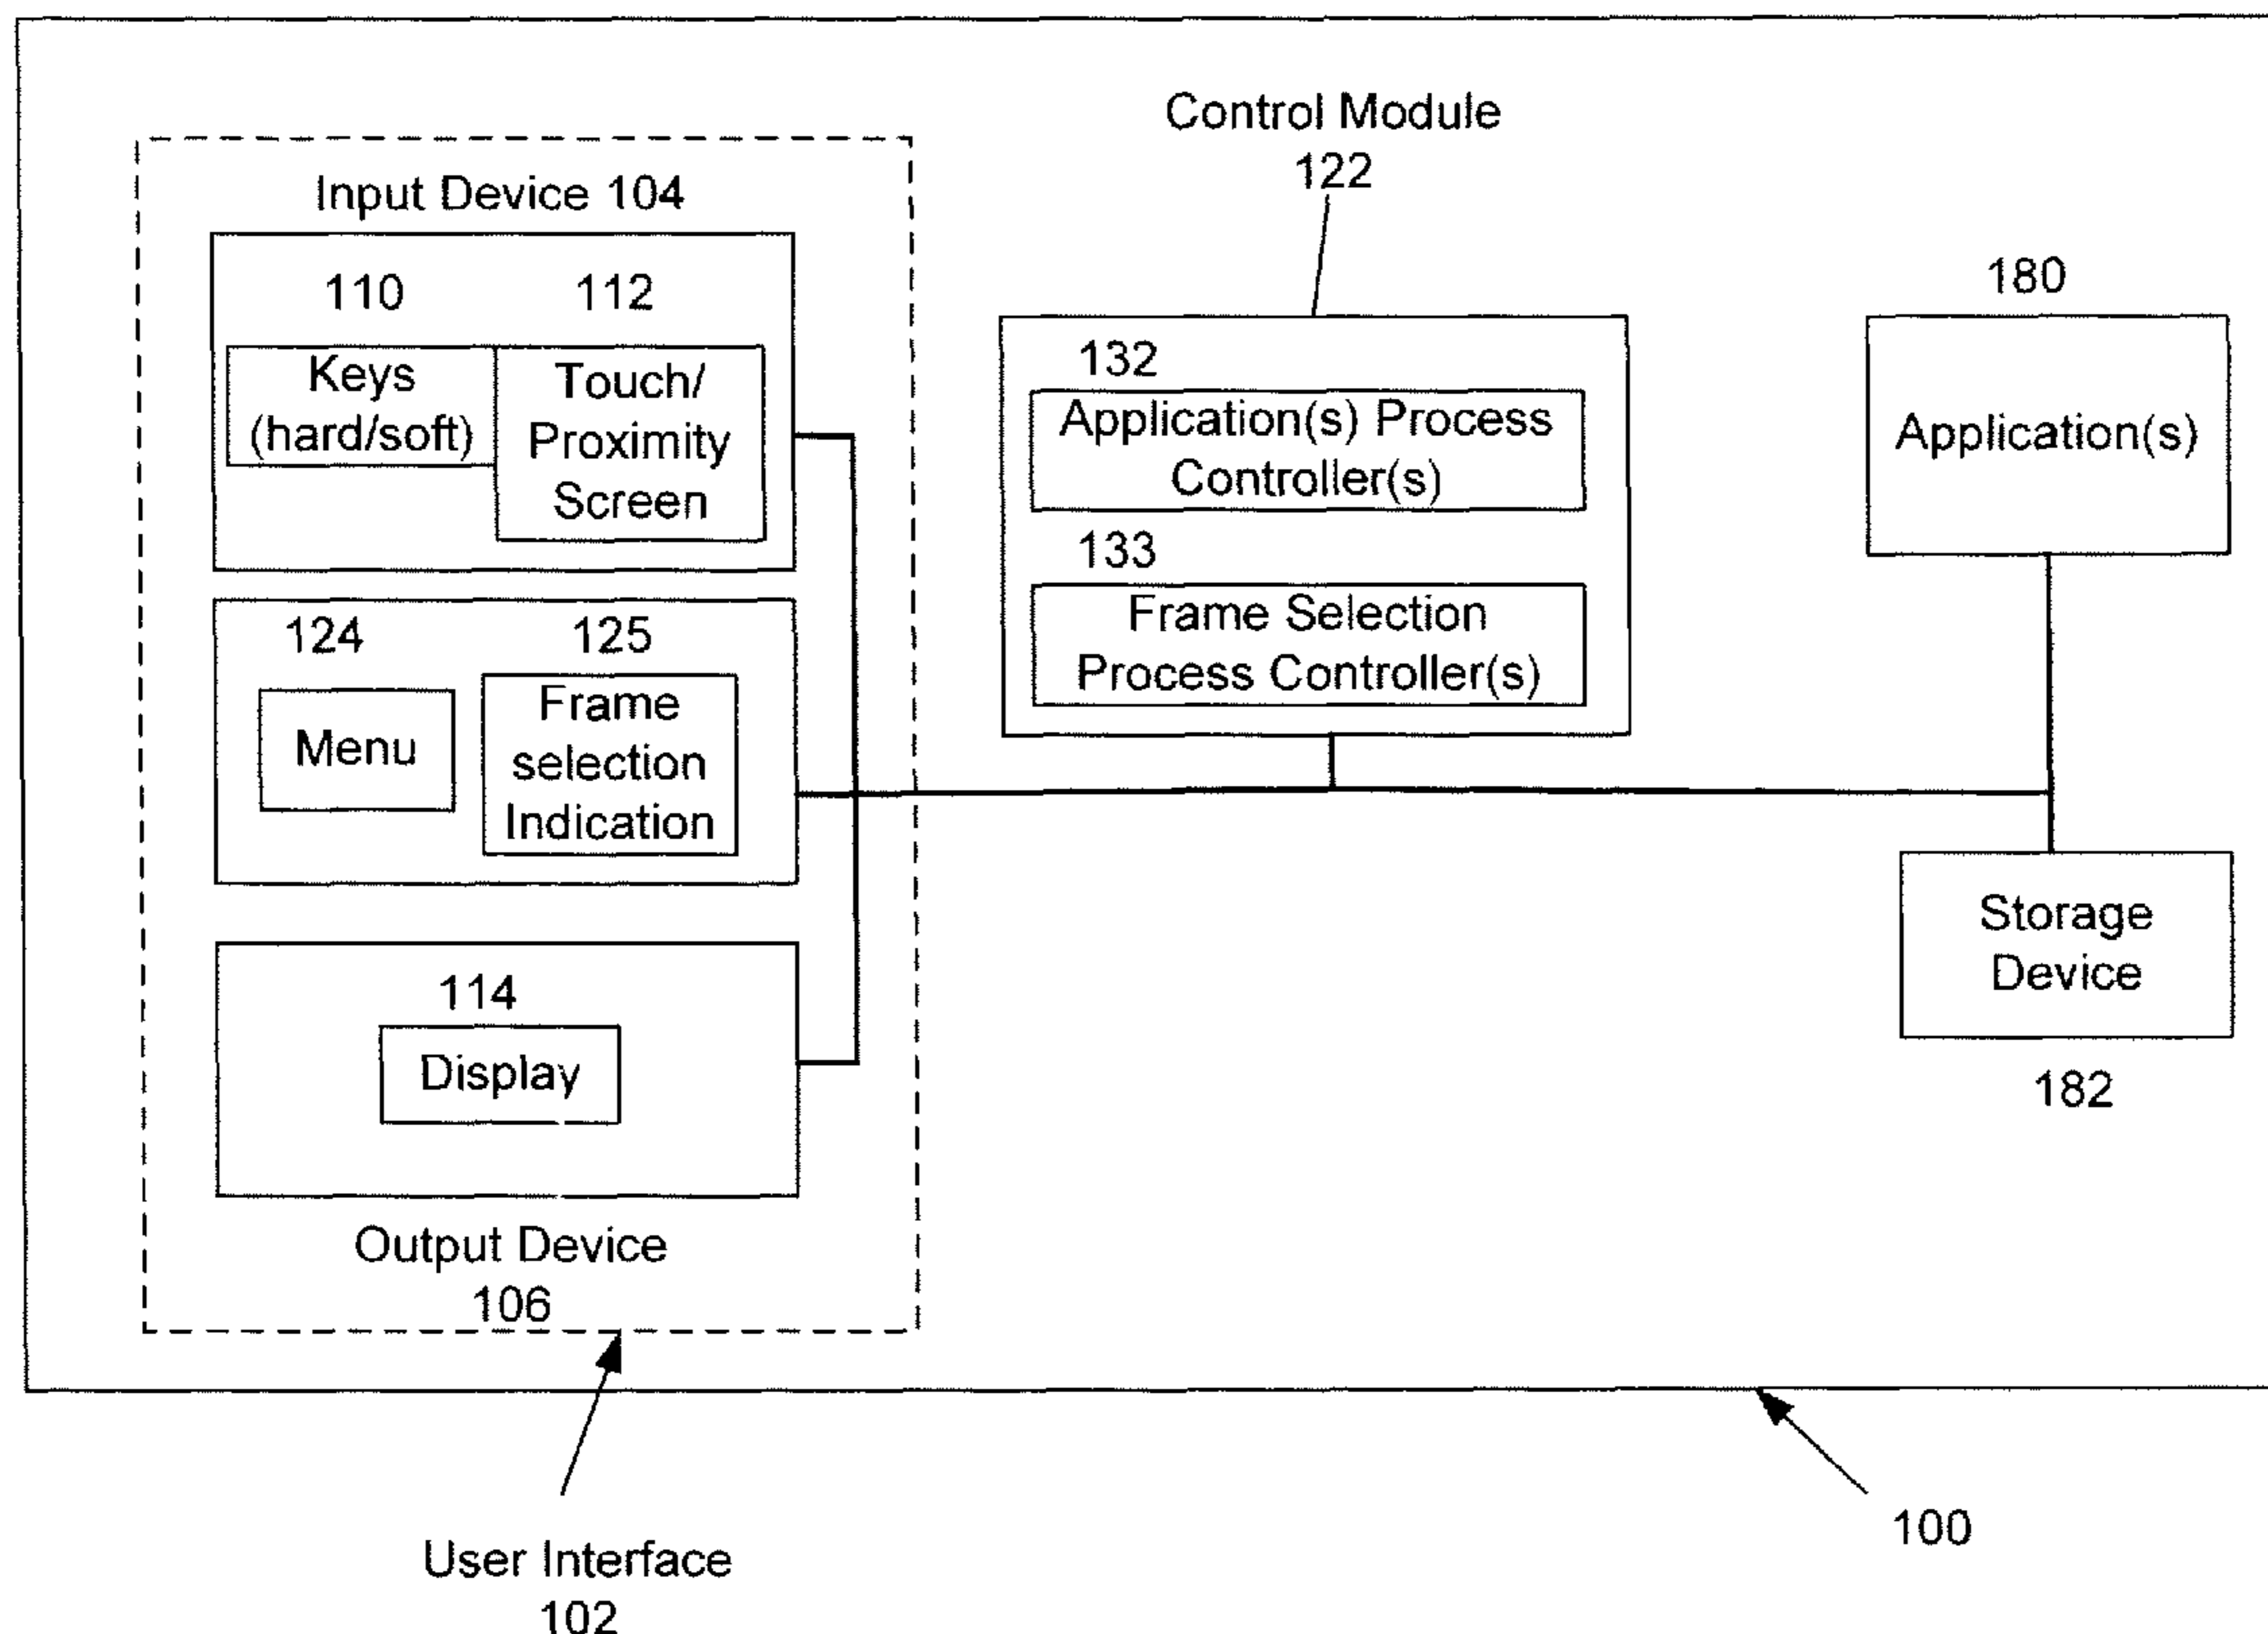 Control Module
122
Input Device 104
110
112
Keys
(hard/soft)
Touch/
Proximity
Screen
132
Application(s) Process
Controller(s)
133
Frame Selection
Process Controller(s)
180
Application(s)
124
125
Menu
Frame
selection
Indication
Storage
Device
182
114
Display
Output Device
106
User Interface
102
100